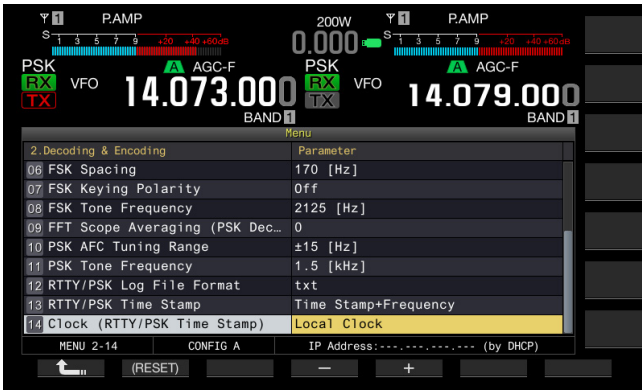 1 P.AMP 200W 1 P.AMP
S 1 3 5 7 9 +20 +40 +60dB 0.000 S 1 3 5 7 9 +20 +40 +60dB
PSK A AGC-F PSK A AGC-F
RX VFO 14.073.000 RX VFO 14.079.000
TX TX
BAND 1 BAND 1
Menu
2.Decoding & Encoding Parameter
06 FSK Spacing 170 [Hz]
07 FSK Keying Polarity Off
08 FSK Tone Frequency 2125 [Hz]
09 FFT Scope Averaging (PSK Dec... 0
10 PSK AFC Tuning Range ±15 [Hz]
11 PSK Tone Frequency 1.5 [kHz]
12 RTTY/PSK Log File Format txt
13 RTTY/PSK Time Stamp Time Stamp+Frequency
14 Clock (RTTY/PSK Time Stamp) Local Clock
MENU 2-14 CONFIG A IP Address:---.---.---.--- (by DHCP)
(RESET) − +